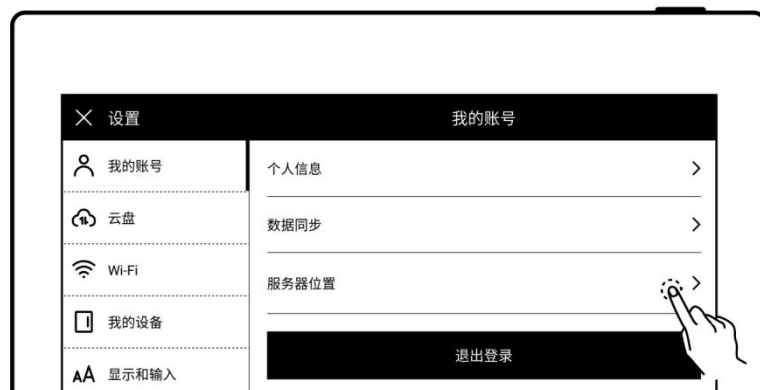 设置
我的账号
我的账号
云盘
Wi-Fi
我的设备
显示和输入
个人信息
数据同步
服务器位置
退出登录